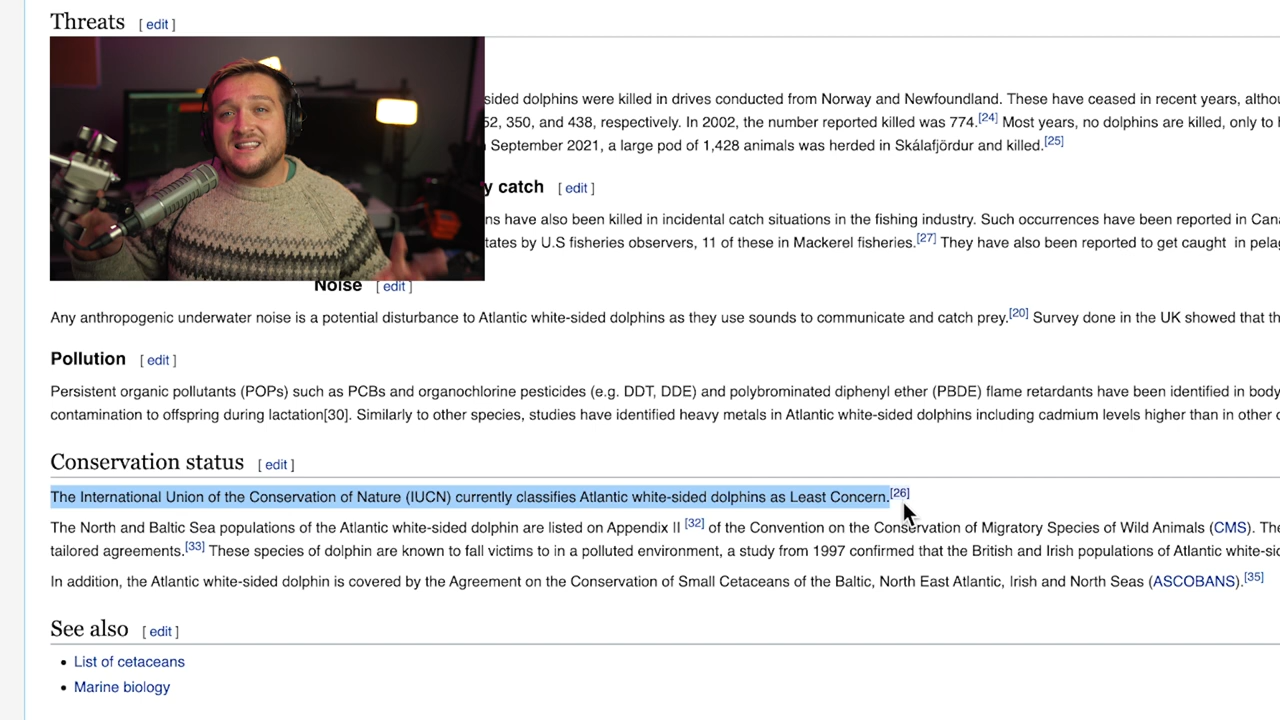 Threats [ edit ]
sided dolphins were killed in drives conducted from Norway and Newfoundland. These have ceased in recent years, althou
52, 350, and 438, respectively. In 2002, the number reported killed was 774.[24] Most years, no dolphins are killed, only to
September 2021, a large pod of 1,428 animals was herded in Skálafjördur and killed.[25]
y catch [ edit ]
ns have also been killed in incidental catch situations in the fishing industry. Such occurrences have been reported in Can
tates by U.S fisheries observers, 11 of these in Mackerel fisheries.[27] They have also been reported to get caught in pelag
Noise [ edit ]
Any anthropogenic underwater noise is a potential disturbance to Atlantic white-sided dolphins as they use sounds to communicate and catch prey.[20] Survey done in the UK showed that th
Pollution [ edit ]
Persistent organic pollutants (POPs) such as PCBs and organochlorine pesticides (e.g. DDT, DDE) and polybrominated diphenyl ether (PBDE) flame retardants have been identified in body
contamination to offspring during lactation[30]. Similarly to other species, studies have identified heavy metals in Atlantic white-sided dolphins including cadmium levels higher than in other
Conservation status [ edit ]
The International Union of the Conservation of Nature (IUCN) currently classifies Atlantic white-sided dolphins as Least Concern.[26]
The North and Baltic Sea populations of the Atlantic white-sided dolphin are listed on Appendix II [32] of the Convention on the Conservation of Migratory Species of Wild Animals (CMS). The
tailored agreements.[33] These species of dolphin are known to fall victims to in a polluted environment, a study from 1997 confirmed that the British and Irish populations of Atlantic white-si
In addition, the Atlantic white-sided dolphin is covered by the Agreement on the Conservation of Small Cetaceans of the Baltic, North East Atlantic, Irish and North Seas (ASCOBANS).[35]
See also [ edit ]
• List of cetaceans
• Marine biology